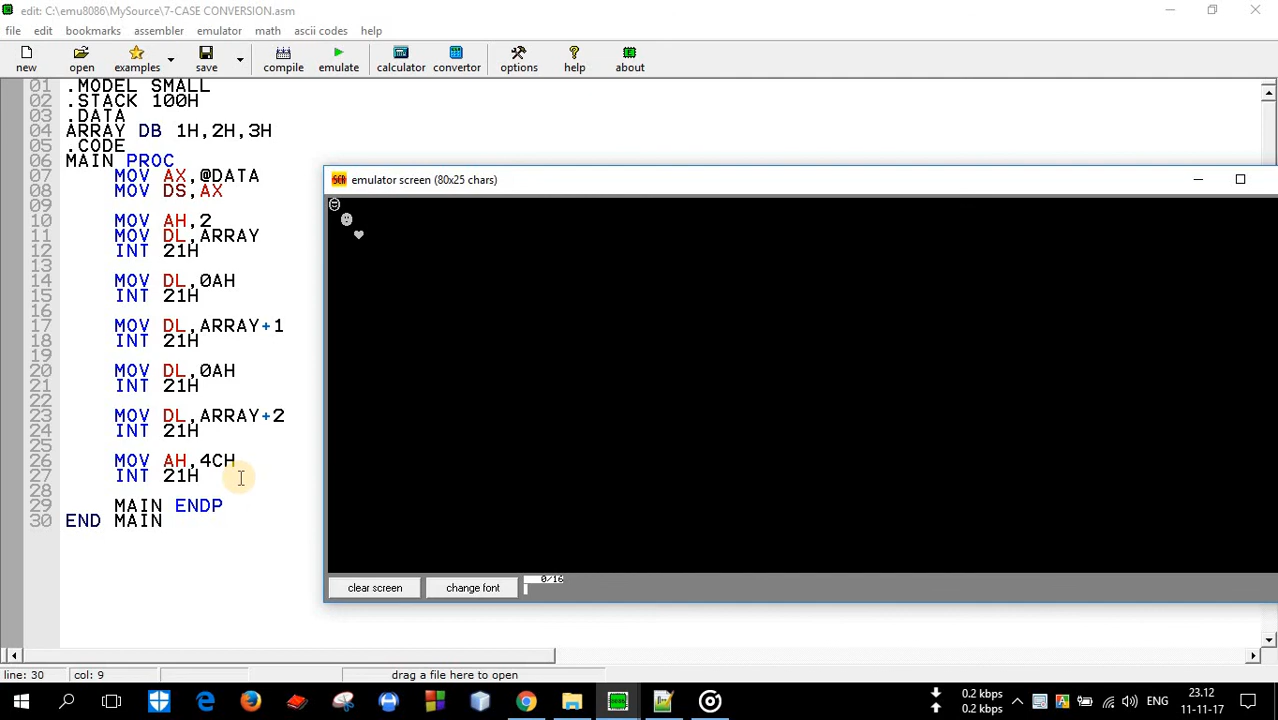 edit: C:\emu8086\MySource\7-CASE CONVERSION.asm
file edit bookmarks assembler emulator math ascii codes help
new open examples save compile emulate calculator convertor options help about
01 .MODEL SMALL
02 .STACK 100H
03 .DATA
04 ARRAY DB 1H,2H,3H
05 .CODE
06 MAIN PROC
07 MOV AX,@DATA
08 MOV DS,AX
09
10 MOV AH,2
11 MOV DL,ARRAY
12 INT 21H
13
14 MOV DL,0AH
15 INT 21H
16
17 MOV DL,ARRAY+1
18 INT 21H
19
20 MOV DL,0AH
21 INT 21H
22
23 MOV DL,ARRAY+2
24 INT 21H
25
26 MOV AH,4CH
27 INT 21H
28
29 MAIN ENDP
30 END MAIN
SCR emulator screen (80x25 chars)
☺
☻
♥
clear screen change font 0/16
line: 30 col: 9 drag a file here to open
0.2 kbps
0.2 kbps
ENG
23.12
11-11-17